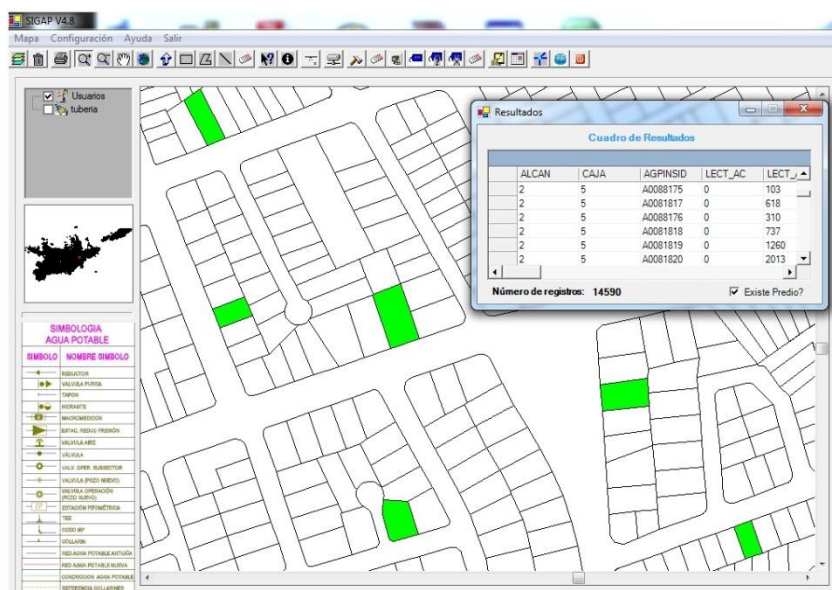 SIGAP V4.8
Mapa Configuración Ayuda Salir
Usuarios
tuberia
Resultados
Cuadro de Resultados
ALCAN CAJA AGPINSID LECT_AC LECT_
2 5 A0088175 0 103
2 5 A0081817 0 618
2 5 A0088176 0 310
2 5 A0081818 0 737
2 5 A0081819 0 1260
2 5 A0081820 0 2013
Número de registros: 14590 Existe Predio?
SIMBOLOGIA
AGUA POTABLE
SIMBOLO NOMBRE SIMBOLO
REDUCTOR
VALVULA PURGA
TAPON
HIDRANTE
MACROMEDIDOR
ESTAC. REDUC PRESIÓN
VALVULA AIRE
VÁLVULA
VALV. OPER. SUBSECTOR
VALVULA (POZO NUEVO)
VALVULA OPERACIÓN
(POZO NUEVO)
ESTACIÓN PITOMÉTRICA
TEE
CODO 90º
COLLARIN
RED AGUA POTABLE ANTIGÜA
RED AGUA POTABLE NUEVA
CONDUCCION AGUA POTABLE
REFERENCIA COLLARINES